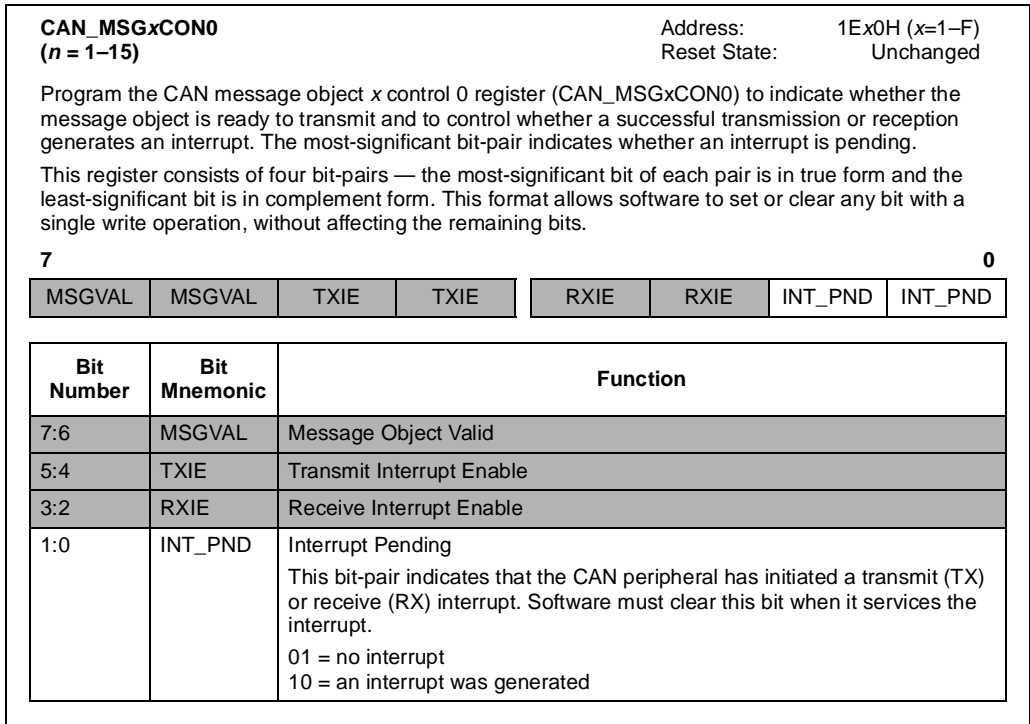 CAN_MSGxCON0 Address: 1Ex0H (x=1–F)
(n = 1–15) Reset State: Unchanged
Program the CAN message object x control 0 register (CAN_MSGxCON0) to indicate whether the
message object is ready to transmit and to control whether a successful transmission or reception
generates an interrupt. The most-significant bit-pair indicates whether an interrupt is pending.
This register consists of four bit-pairs — the most-significant bit of each pair is in true form and the
least-significant bit is in complement form. This format allows software to set or clear any bit with a
single write operation, without affecting the remaining bits.
7 0
MSGVAL MSGVAL TXIE TXIE RXIE RXIE INT_PND INT_PND
Bit Number Bit Mnemonic Function
7:6 MSGVAL Message Object Valid
5:4 TXIE Transmit Interrupt Enable
3:2 RXIE Receive Interrupt Enable
1:0 INT_PND Interrupt Pending
This bit-pair indicates that the CAN peripheral has initiated a transmit (TX)
or receive (RX) interrupt. Software must clear this bit when it services the
interrupt.
01 = no interrupt
10 = an interrupt was generated